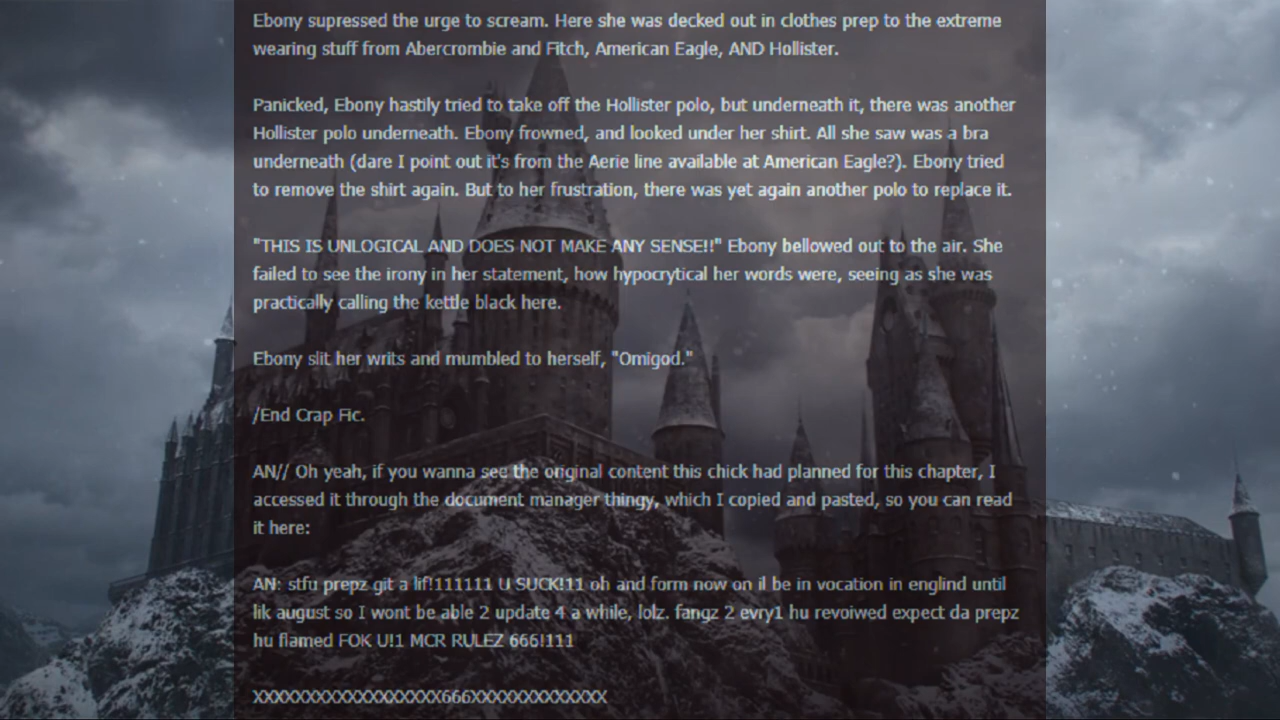 Ebony supressed the urge to scream. Here she was decked out in clothes prep to the extreme
wearing stuff from Abercrombie and Fitch, American Eagle, AND Hollister.
Panicked, Ebony hastily tried to take off the Hollister polo, but underneath it, there was another
Hollister polo underneath. Ebony frowned, and looked under her shirt. All she saw was a bra
underneath (dare I point out it's from the Aerie line available at American Eagle?). Ebony tried
to remove the shirt again. But to her frustration, there was yet again another polo to replace it.
"THIS IS UNLOGICAL AND DOES NOT MAKE ANY SENSE!!" Ebony bellowed out to the air. She
failed to see the irony in her statement, how hypocrytical her words were, seeing as she was
practically calling the kettle black here.
Ebony slit her writs and mumbled to herself, "Omigod."
/End Crap Fic.
AN// Oh yeah, if you wanna see the original content this chick had planned for this chapter, I
accessed it through the document manager thingy, which I copied and pasted, so you can read
it here:
AN: stfu prepz git a lif!111111 U SUCK!11 oh and form now on il be in vocation in englind until
lik august so I wont be able 2 update 4 a while, lolz. fangz 2 evry1 hu revoiwed expect da prepz
hu flamed FOK U!1 MCR RULEZ 666!111
XXXXXXXXXXXXXXXXXX666XXXXXXXXXXXXX